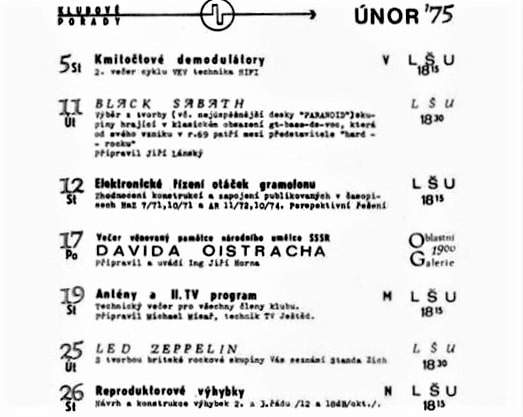 KLUBOVÉ
PORADY
ÚNOR '75
5 St Kmitočtové demodulátory V LŠU
2. večer cyklu VKV technika HIFI 18 15
11 Út BLACK SABATH LŠU
Výběr z tvorby [vč. nejúspěšnější desky "PARANOID"]sku- 18 30
piny hrající v klasickém obsazení gt-basa-dr-voc, která
od svého vzniku v r.69 patří mezi představitele "hard -
- rocku"
Připravil Jiří Lánský
12 St Elektronické řízení otáček gramofonu LŠU
Zhodnocení konstrukcí a zapojení publikovaných v časopi- 18 15
sech HaZ 7/71,10/71 a AR 11/72,10/74. Perspektivní řešení
17 Po Večer věnovaný památce národního umělce SSSR Oblastní
DAVIDA OISTRACHA 19 00
Připravil a uvádí Ing Jiří Horna Galerie
19 St Antény a II. TV program M LŠU
Technický večer pro všechny členy klubu. 18 15
Připravil Michael Misař, technik TV Ještěd.
25 Út LED ZEPPELIN LŠU
S tvorbou britské rockové skupiny Vás seznámí Standa Zich 18 30
26 St Reproduktorové výhybky N LŠU
Návrh a konstrukce výhybek 2. a 3.řádu /12 a 18dB/okt./. 18 15